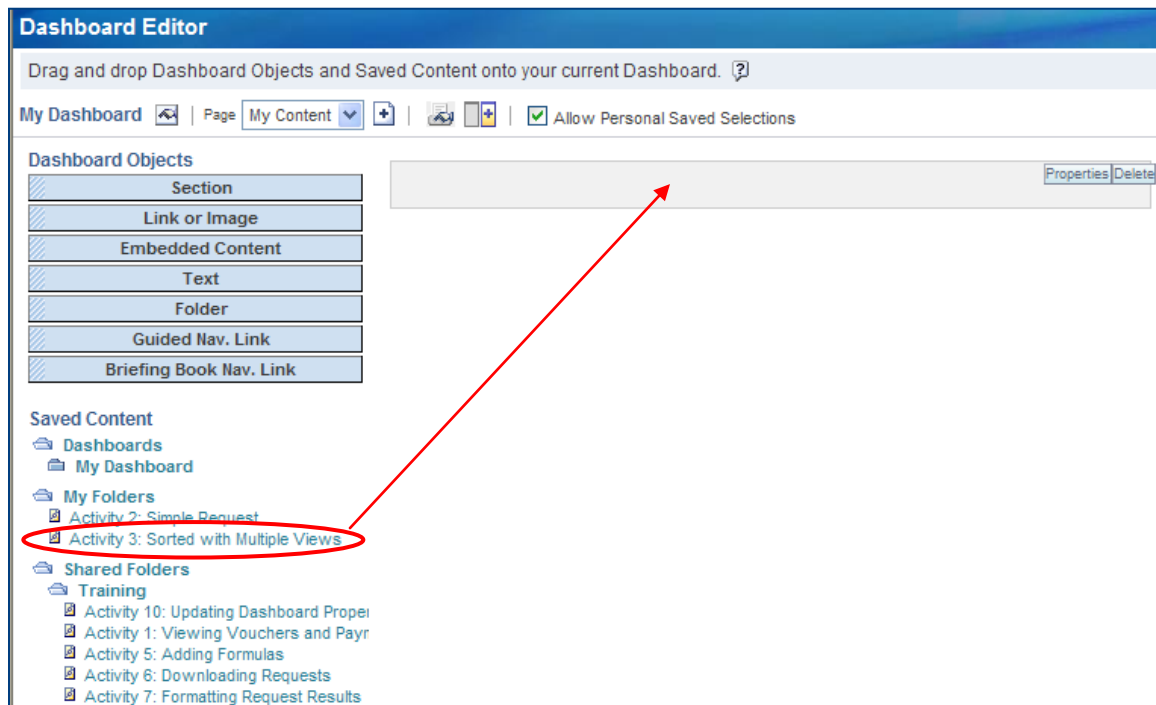 Dashboard Editor
Drag and drop Dashboard Objects and Saved Content onto your current Dashboard. ?
My Dashboard | Page My Content | | Allow Personal Saved Selections
Dashboard Objects
Properties Delete
Section
Link or Image
Embedded Content
Text
Folder
Guided Nav. Link
Briefing Book Nav. Link
Saved Content
Dashboards
My Dashboard
My Folders
Activity 2: Simple Request
Activity 3: Sorted with Multiple Views
Shared Folders
Training
Activity 10: Updating Dashboard Proper
Activity 1: Viewing Vouchers and Payr
Activity 5: Adding Formulas
Activity 6: Downloading Requests
Activity 7: Formatting Request Results